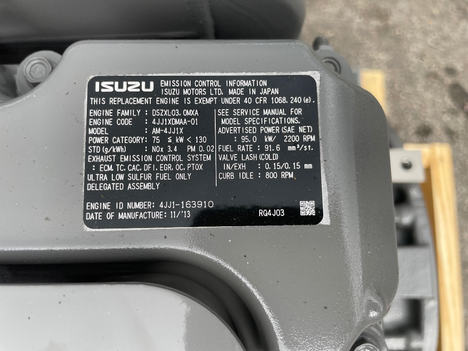 ISUZU EMISSION CONTROL INFORMATION
ISUZU MOTORS LTD. MADE IN JAPAN
THIS REPLACEMENT ENGINE IS EXEMPT UNDER 40 CFR 1068.240(e).
ENGINE FAMILY : DSZXL03.0MXA
ENGINE CODE : 4JJ1XDMAA-01
ENGINE MODEL : AM-4JJ1X
POWER CATEGORY : 75 ≤ kW < 130
STD (g/kWh) : NOx 3.4 PM 0.02
EXHAUST EMISSION CONTROL SYSTEM
: ECM, TC, CAC, DFI, EGR, OC, PTOX
ULTRA LOW SULFUR FUEL ONLY
DELEGATED ASSEMBLY
SEE SERVICE MANUAL FOR
MODEL SPECIFICATIONS.
ADVERTISED POWER (SAE NET)
: 95.0 kW/ 2200 RPM
FUEL RATE : 91.6 mm³/st.
VALVE LASH (COLD)
IN/EXH : 0.15/0.15 mm
CURB IDLE : 800 RPM.
ENGINE ID NUMBER: 4JJ1-163910
DATE OF MANUFACTURE: 11/'13
RQ4J03